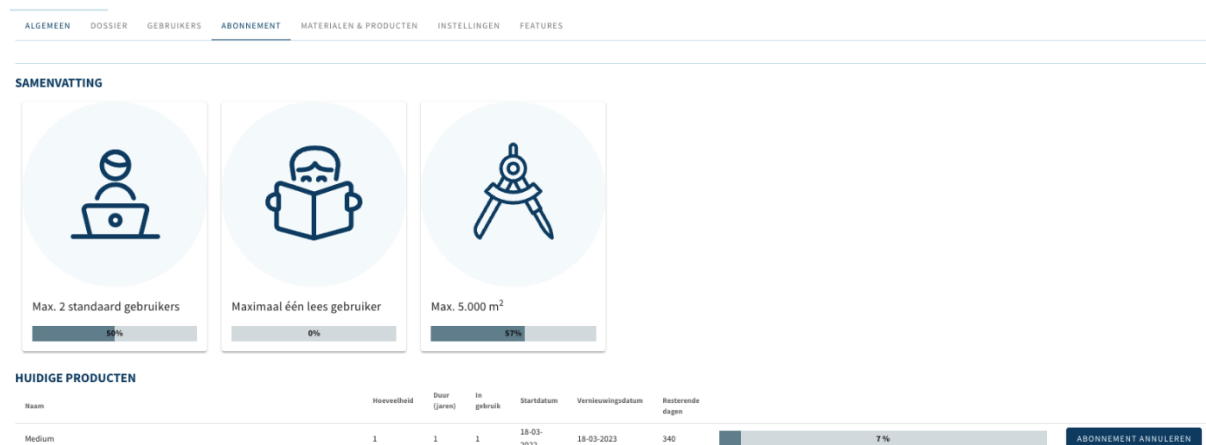 ALGEMEEN DOSSIER GEBRUIKERS ABONNEMENT MATERIALEN & PRODUCTEN INSTELLINGEN FEATURES
SAMENVATTING
Max. 2 standaard gebruikers Maximaal één lees gebruiker Max. 5.000 m²
50% 0% 57%
HUIDIGE PRODUCTEN
Naam Hoeveelheid Duur (jaren) In gebruik Startdatum Vernieuwingsdatum Resterende dagen
Medium 1 1 1 18-03-2022 18-03-2023 340 7 % ABONNEMENT ANNULEREN